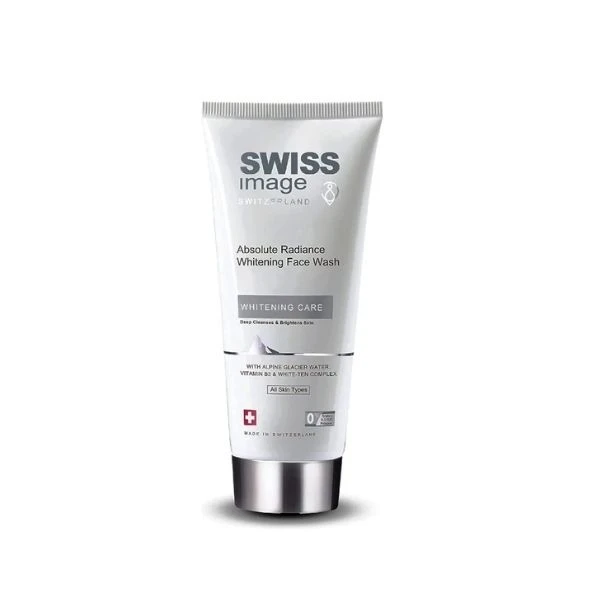 SWISS
image
SWITZERLAND
Absolute Radiance
Whitening Face Wash
WHITENING CARE
Deep Cleanses & Brightens Skin
WITH ALPINE GLACIER WATER,
VITAMIN B3 & WHITE-TEN COMPLEX
All Skin Types
0%
MADE IN SWITZERLAND